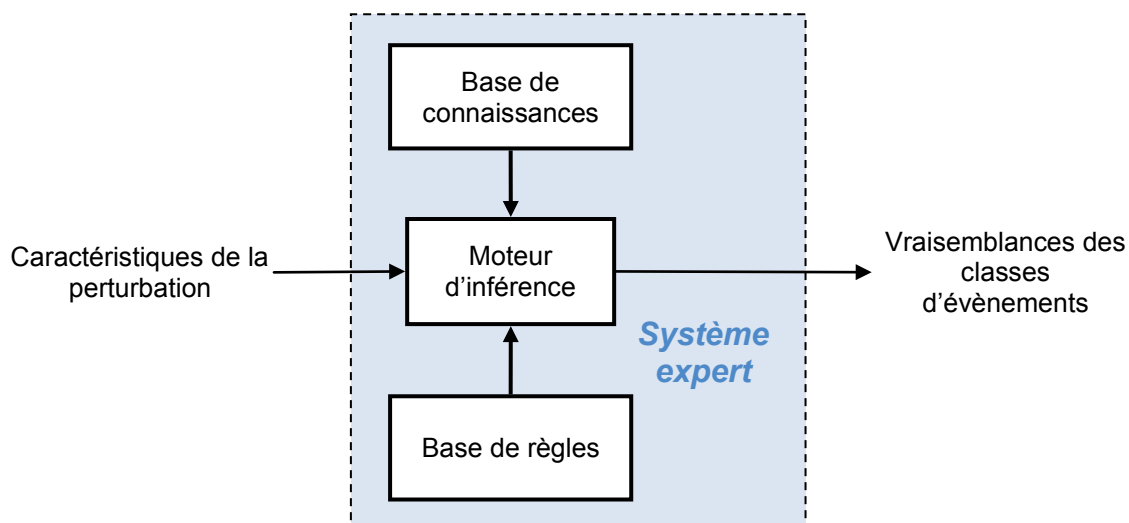 Base de
connaissances
Caractéristiques de la
perturbation
Moteur
d'inférence
Vraisemblances des
classes
d'évènements
Système
expert
Base de règles